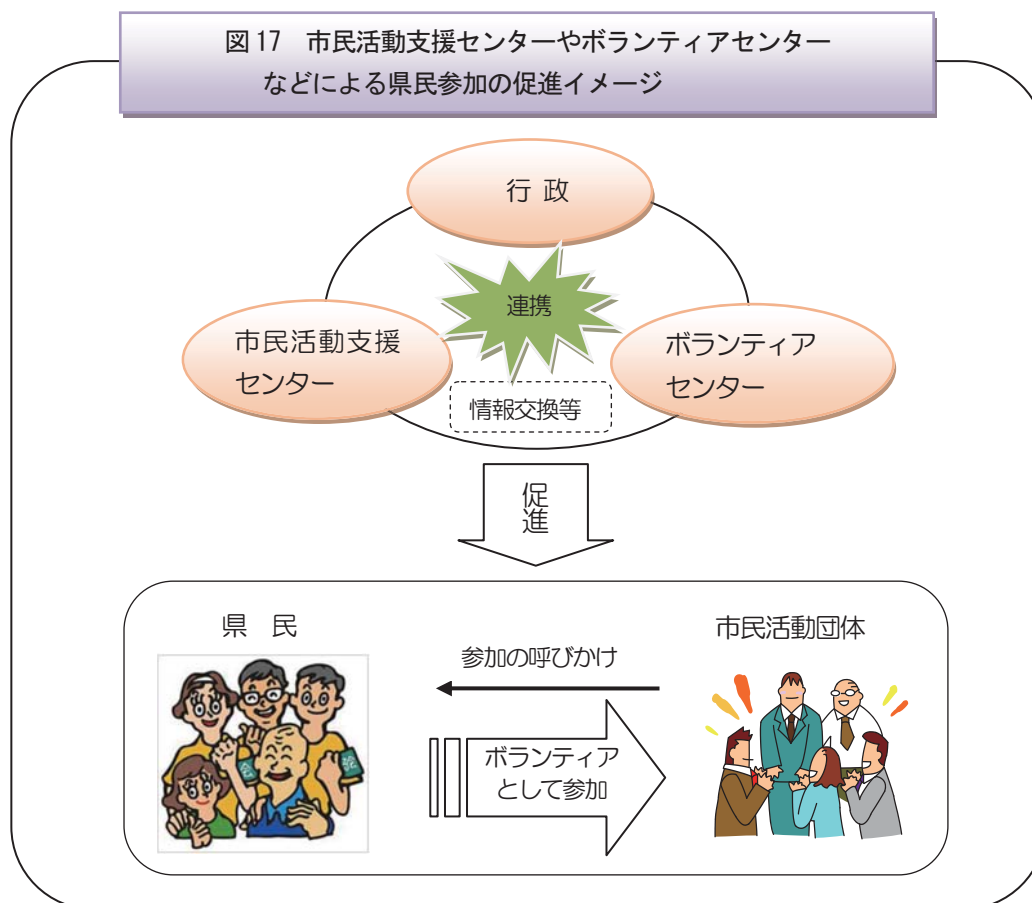 図17 市民活動支援センターやボランティアセンター
などによる県民参加の促進イメージ
行 政
連携
市民活動支援
センター
ボランティア
センター
情報交換等
促
進
県 民
市民活動団体
参加の呼びかけ
ボランティア
として参加